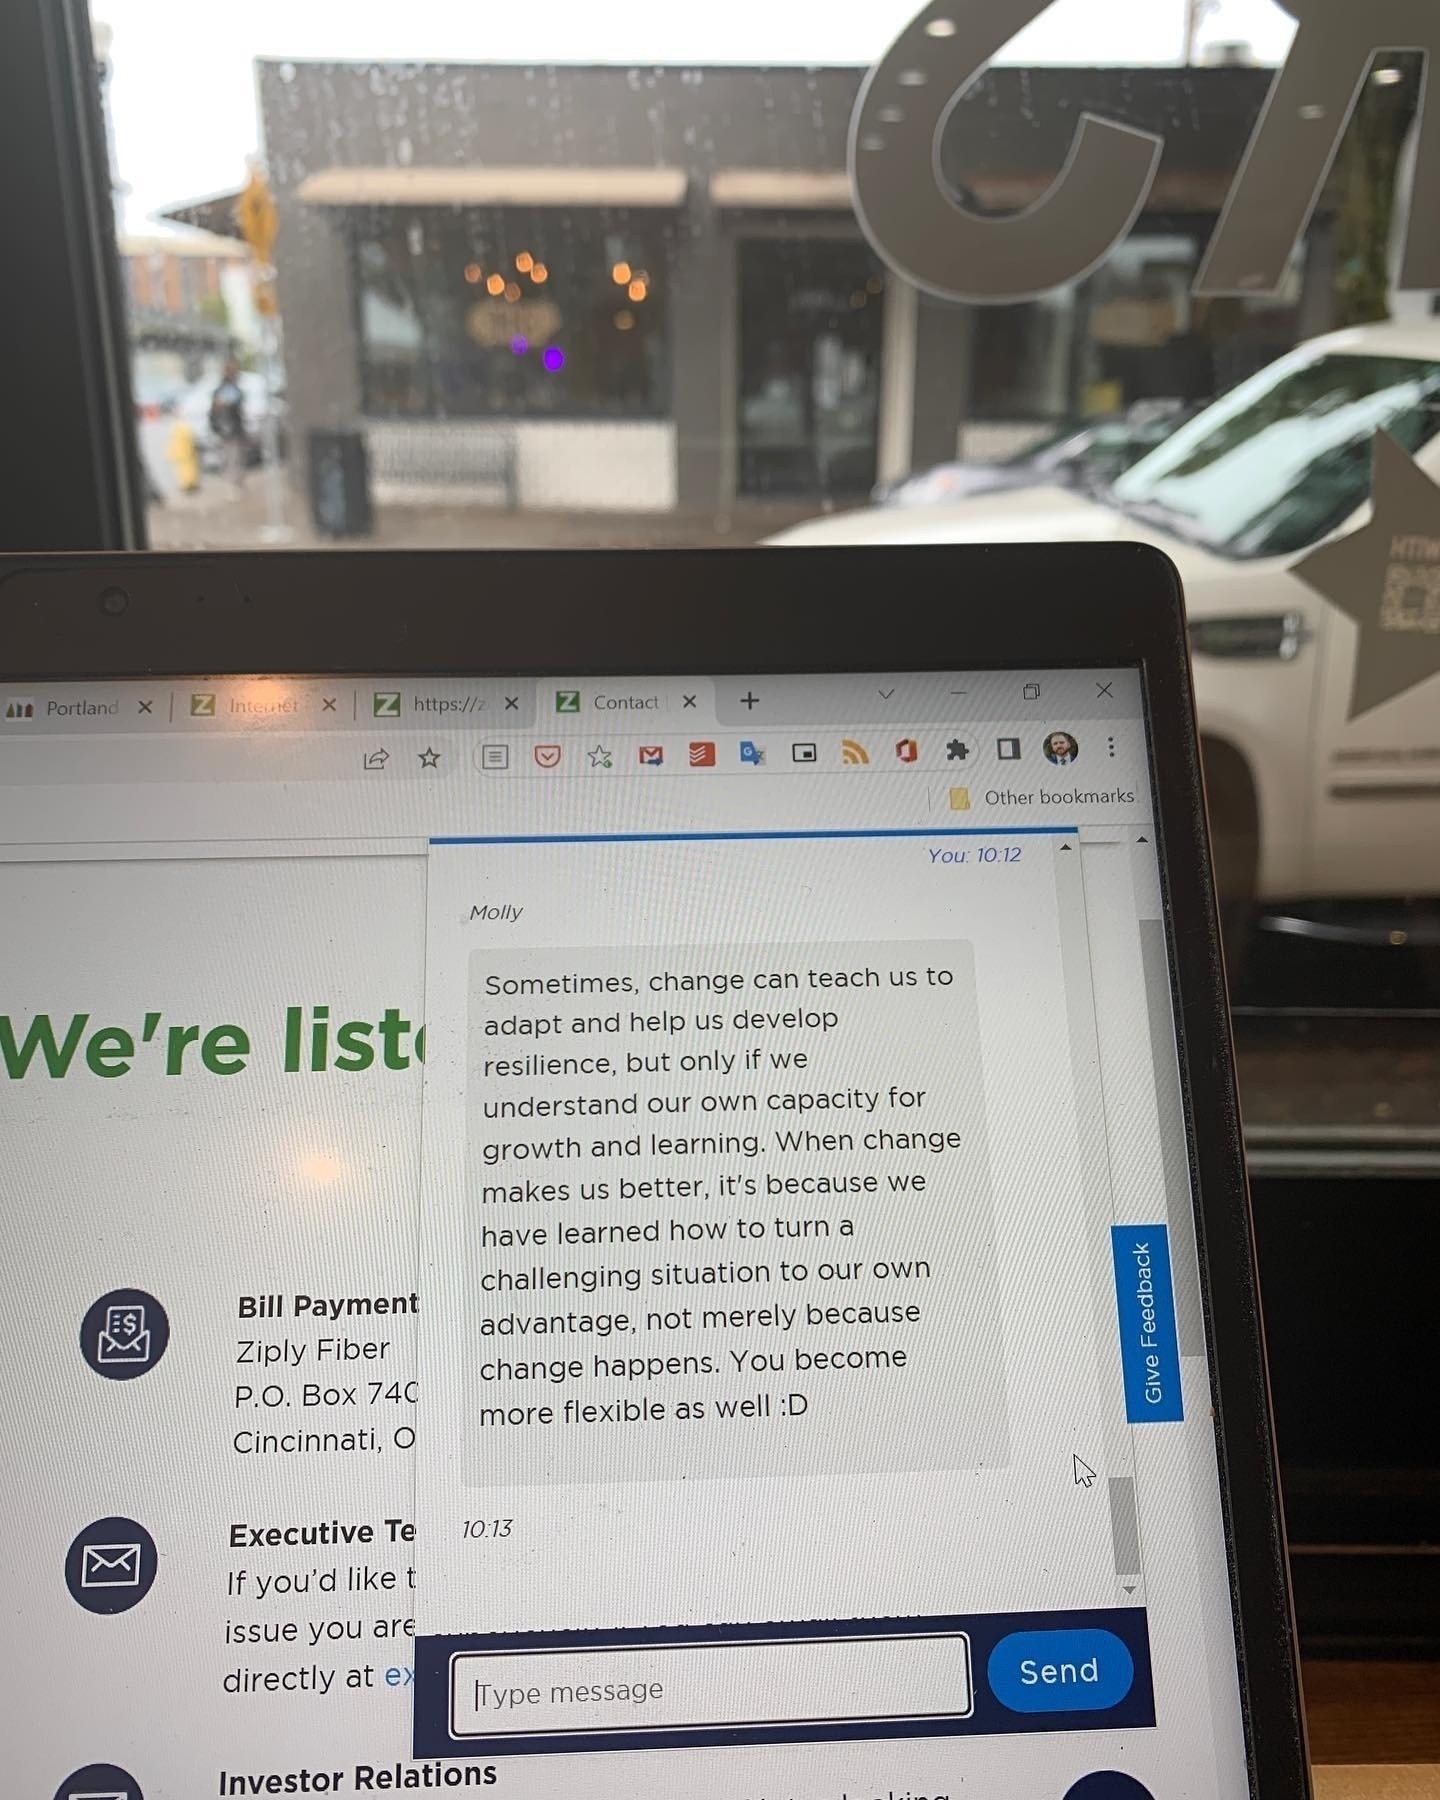 Portland
Internet
https://z
Contact
Other bookmarks
You: 10:12
Molly
Sometimes, change can teach us to
adapt and help us develop
resilience, but only if we
understand our own capacity for
growth and learning. When change
makes us better, it's because we
have learned how to turn a
challenging situation to our own
advantage, not merely because
change happens. You become
more flexible as well :D
10:13
Type message
Send
Give Feedback
We're list
Bill Payment
Ziply Fiber
P.O. Box 740
Cincinnati, O
Executive Te
If you'd like t
issue you are
directly at ex
Investor Relations